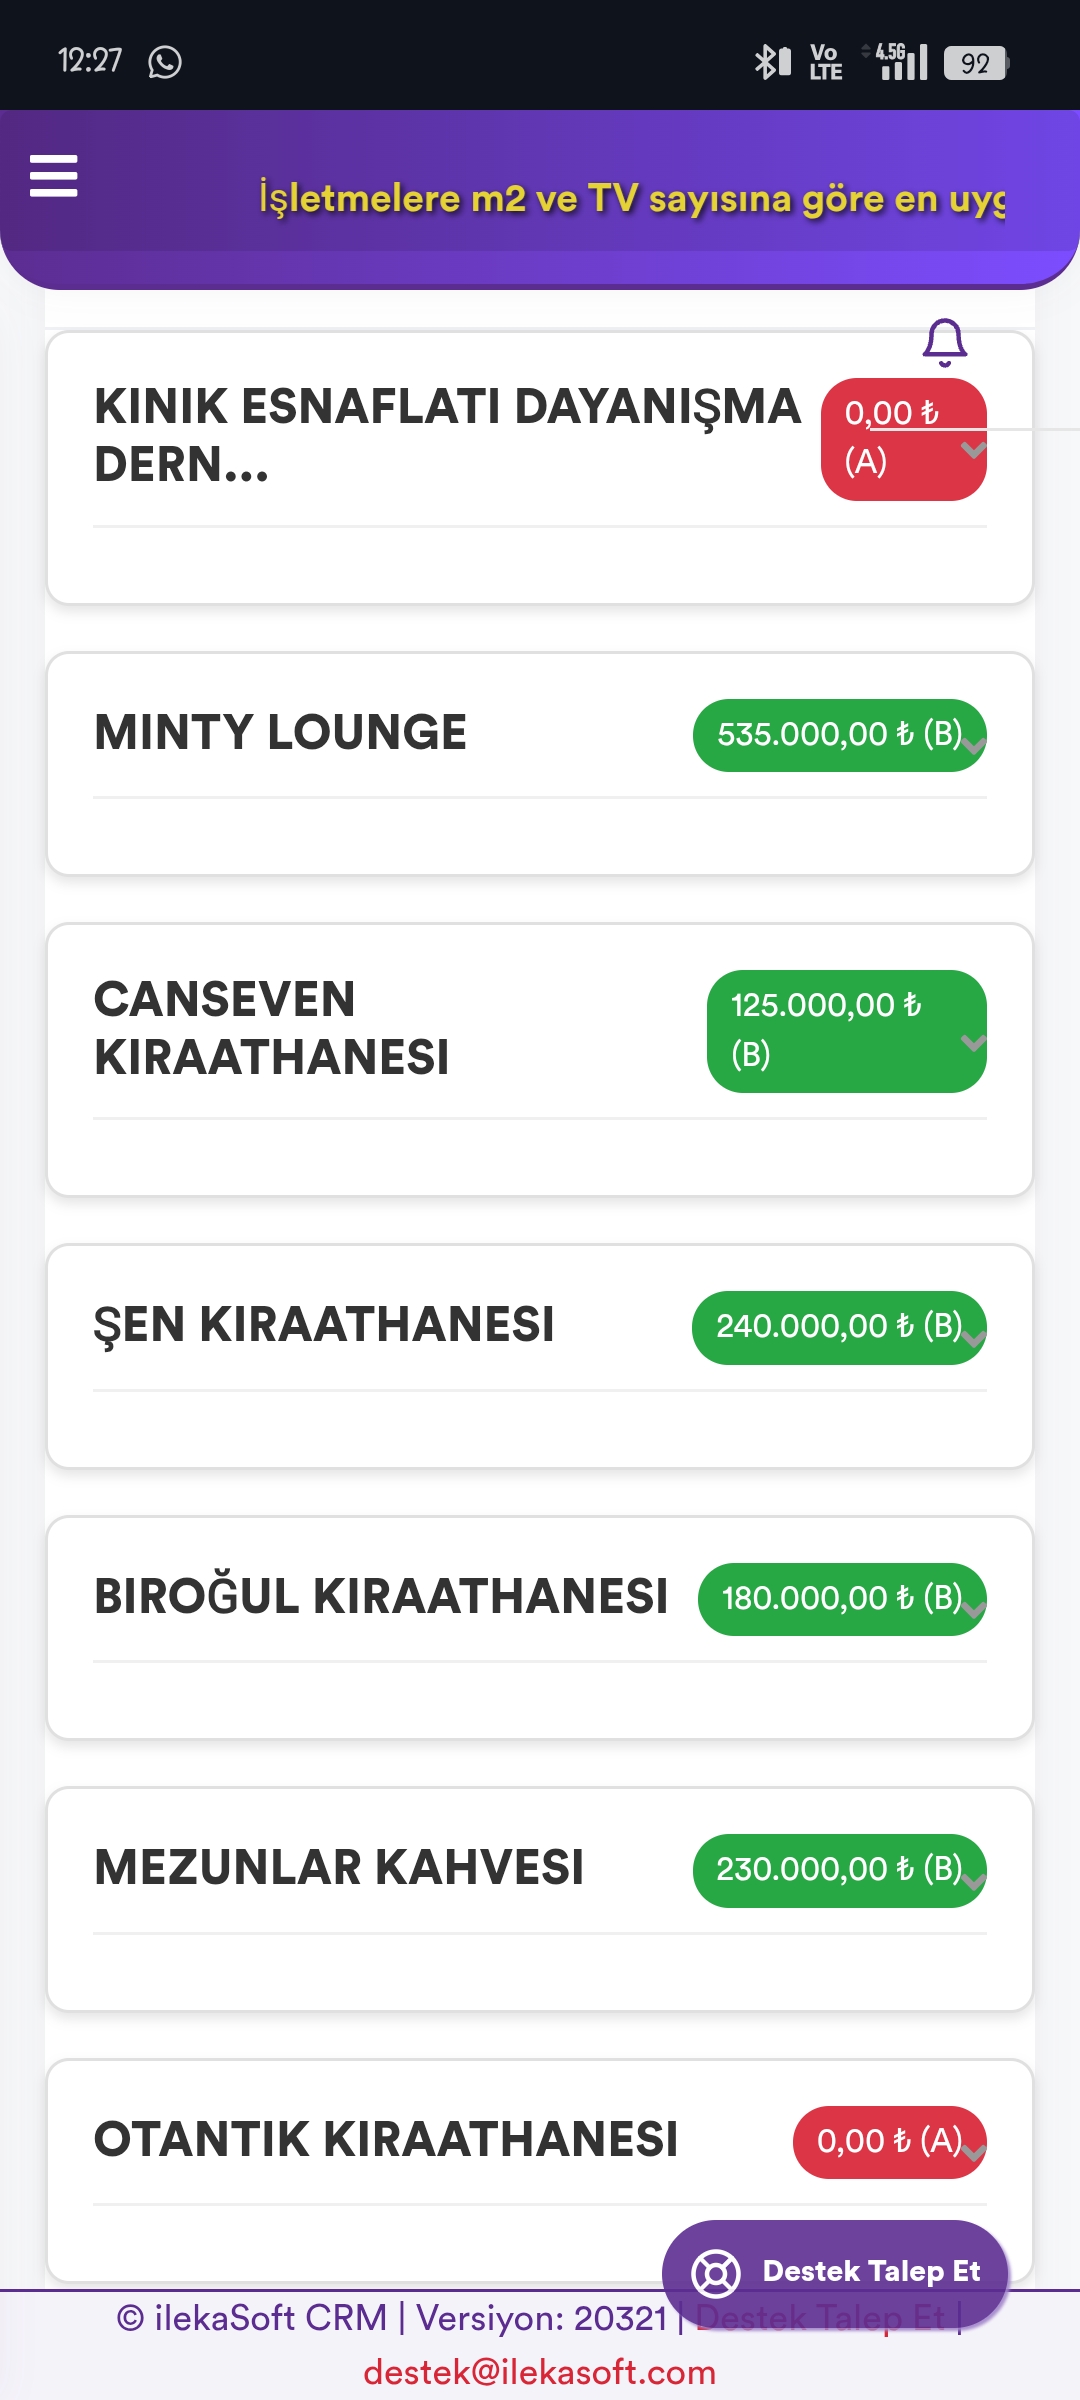 12:27
Vo LTE
4.5G
92
İşletmelere m2 ve TV sayısına göre en uyg
KINIK ESNAFLATI DAYANIŞMA
DERN...
0,00 ₺
(A)
MINTY LOUNGE
535.000,00 ₺ (B)
CANSEVEN
KIRAATHANESI
125.000,00 ₺
(B)
ŞEN KIRAATHANESI
240.000,00 ₺ (B)
BIROĞUL KIRAATHANESI
180.000,00 ₺ (B)
MEZUNLAR KAHVESI
230.000,00 ₺ (B)
OTANTIK KIRAATHANESI
0,00 ₺ (A)
Destek Talep Et
© ilekaSoft CRM | Versiyon: 20321 | Destek Talep Et |
destek@ilekasoft.com